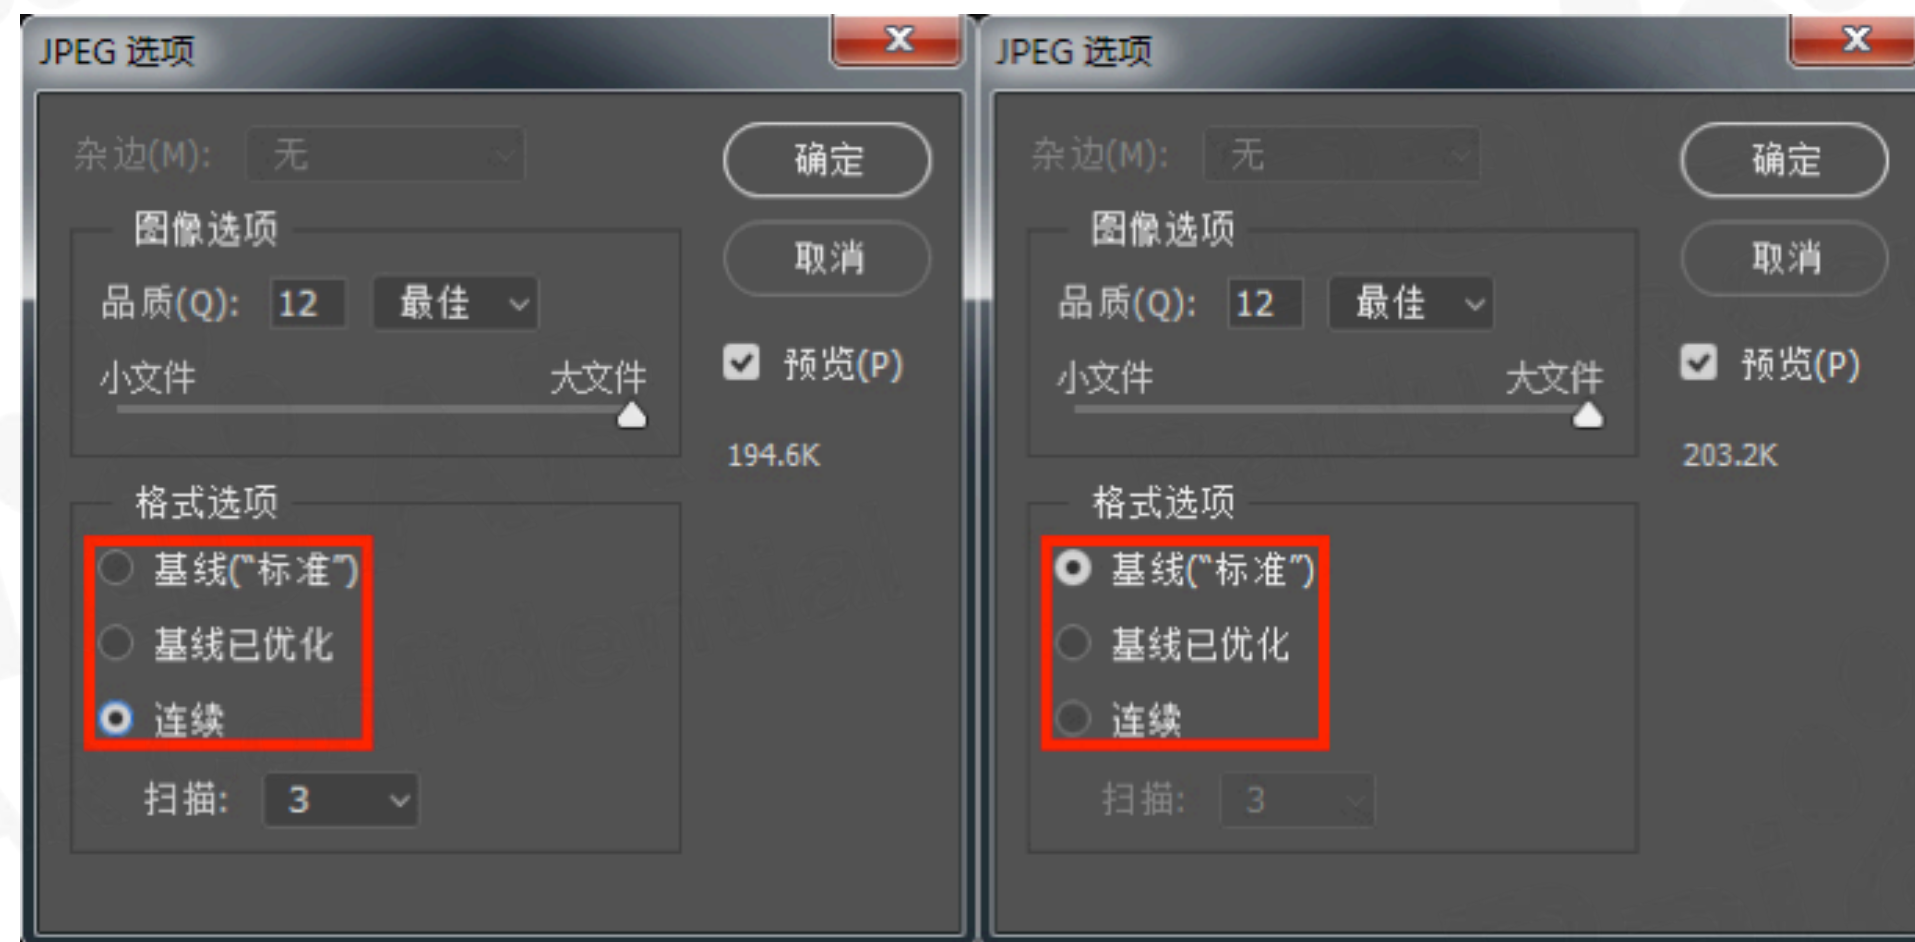 JPEG 选项
杂边(M): 无
确定
图像选项
取消
品质(Q): 12 最佳
小文件 大文件
预览(P)
194.6K
格式选项
基线("标准")
基线已优化
连续
扫描: 3
JPEG 选项
杂边(M): 无
确定
图像选项
取消
品质(Q): 12 最佳
小文件 大文件
预览(P)
203.2K
格式选项
基线("标准")
基线已优化
连续
扫描: 3